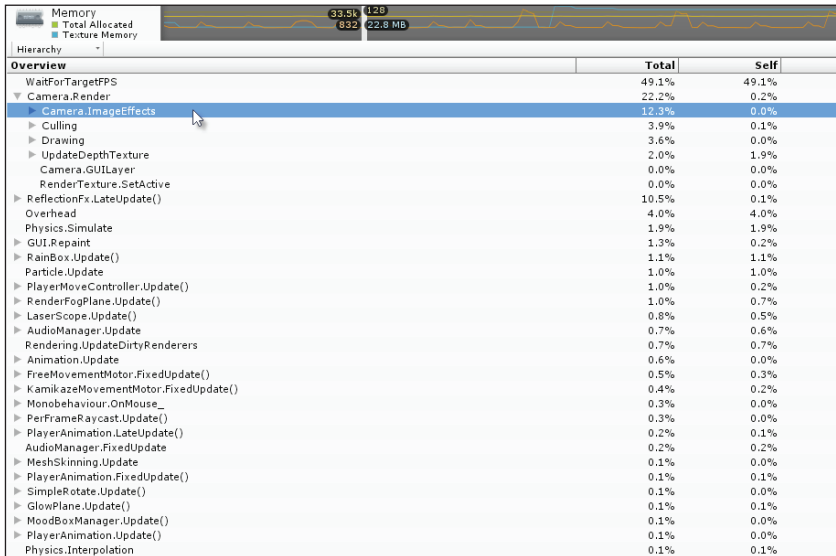 Memory
Total Allocated
Texture Memory
33.5k 128
832 22.8 MB
Hierarchy
Overview Total Self
WaitForTargetFPS 49.1% 49.1%
Camera.Render 22.2% 0.2%
Camera.ImageEffects 12.3% 0.0%
Culling 3.9% 0.1%
Drawing 3.6% 0.0%
UpdateDepthTexture 2.0% 1.9%
Camera.GUILayer 0.0% 0.0%
RenderTexture.SetActive 0.0% 0.0%
ReflectionFx.LateUpdate() 10.5% 0.1%
Overhead 4.0% 4.0%
Physics.Simulate 1.9% 1.9%
GUI.Repaint 1.3% 0.2%
RainBox.Update() 1.1% 1.1%
Particle.Update 1.0% 1.0%
PlayerMoveController.Update() 1.0% 0.2%
RenderFogPlane.Update() 1.0% 0.7%
LaserScope.Update() 0.8% 0.5%
AudioManager.Update 0.7% 0.6%
Rendering.UpdateDirtyRenderers 0.7% 0.7%
Animation.Update 0.6% 0.0%
FreeMovementMotor.FixedUpdate() 0.5% 0.3%
KamikazeMovementMotor.FixedUpdate() 0.4% 0.2%
Monobehaviour.OnMouse_ 0.3% 0.0%
PerFrameRaycast.Update() 0.3% 0.0%
PlayerAnimation.LateUpdate() 0.2% 0.1%
AudioManager.FixedUpdate 0.2% 0.2%
MeshSkinning.Update 0.1% 0.0%
PlayerAnimation.FixedUpdate() 0.1% 0.1%
SimpleRotate.Update() 0.1% 0.0%
GlowPlane.Update() 0.1% 0.0%
MoodBoxManager.Update() 0.1% 0.0%
PlayerAnimation.Update() 0.1% 0.0%
Physics.Interpolation 0.1% 0.1%